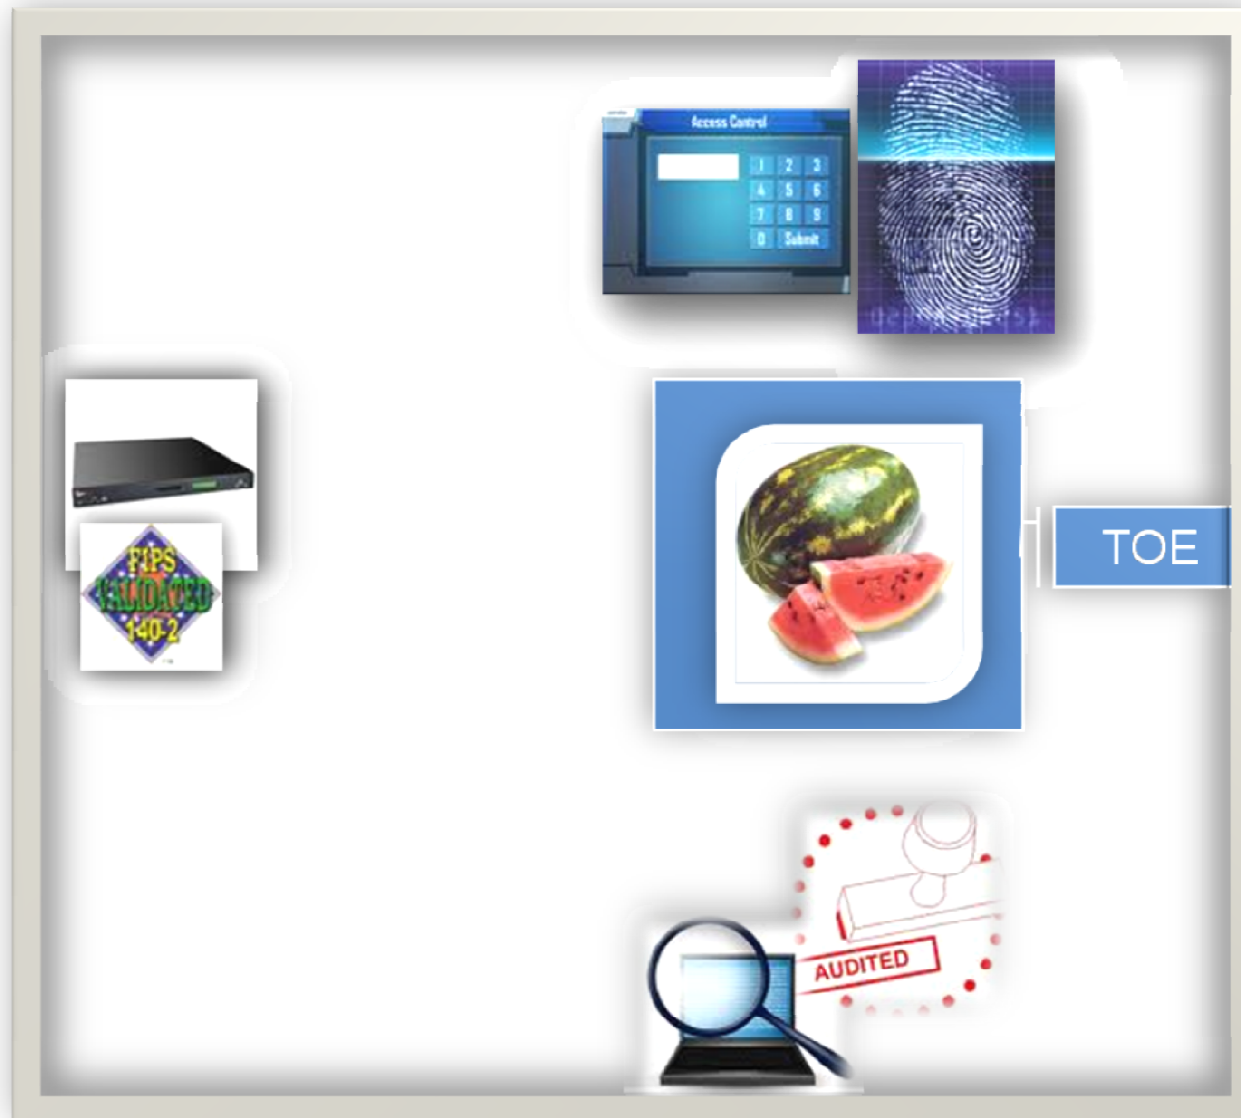 Access Control
1 2 3
4 5 6
7 8 9
0 Submit
TOE
FIPS
VALIDATED
140-2
AUDITED